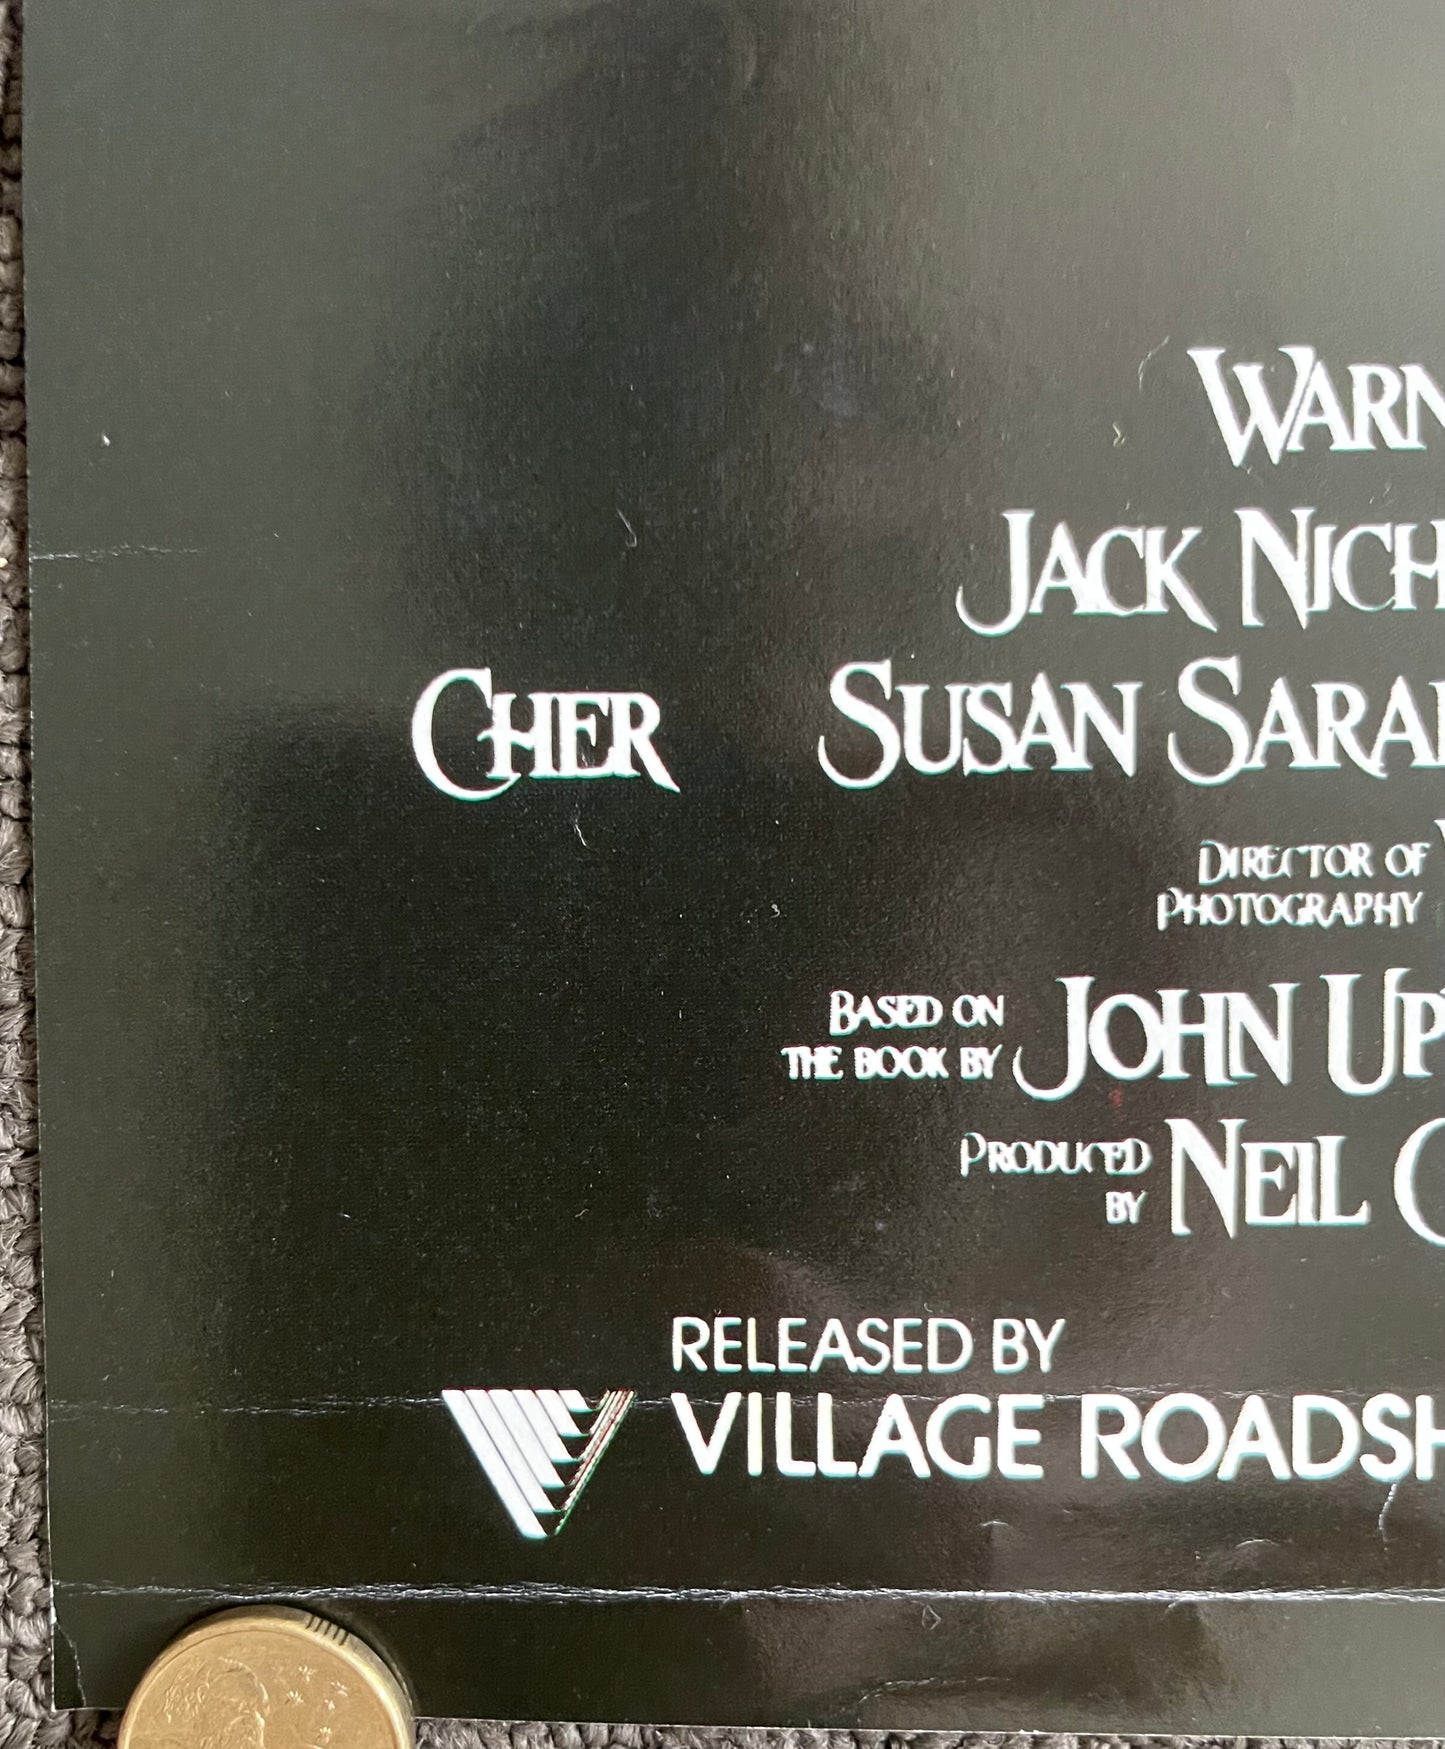 WARN
JACK NICH
CHER SUSAN SARA
DIRECTOR OF
PHOTOGRAPHY
BASED ON
THE BOOK BY JOHN UP
PRODUCED
BY NEIL C
RELEASED BY
VILLAGE ROADSH